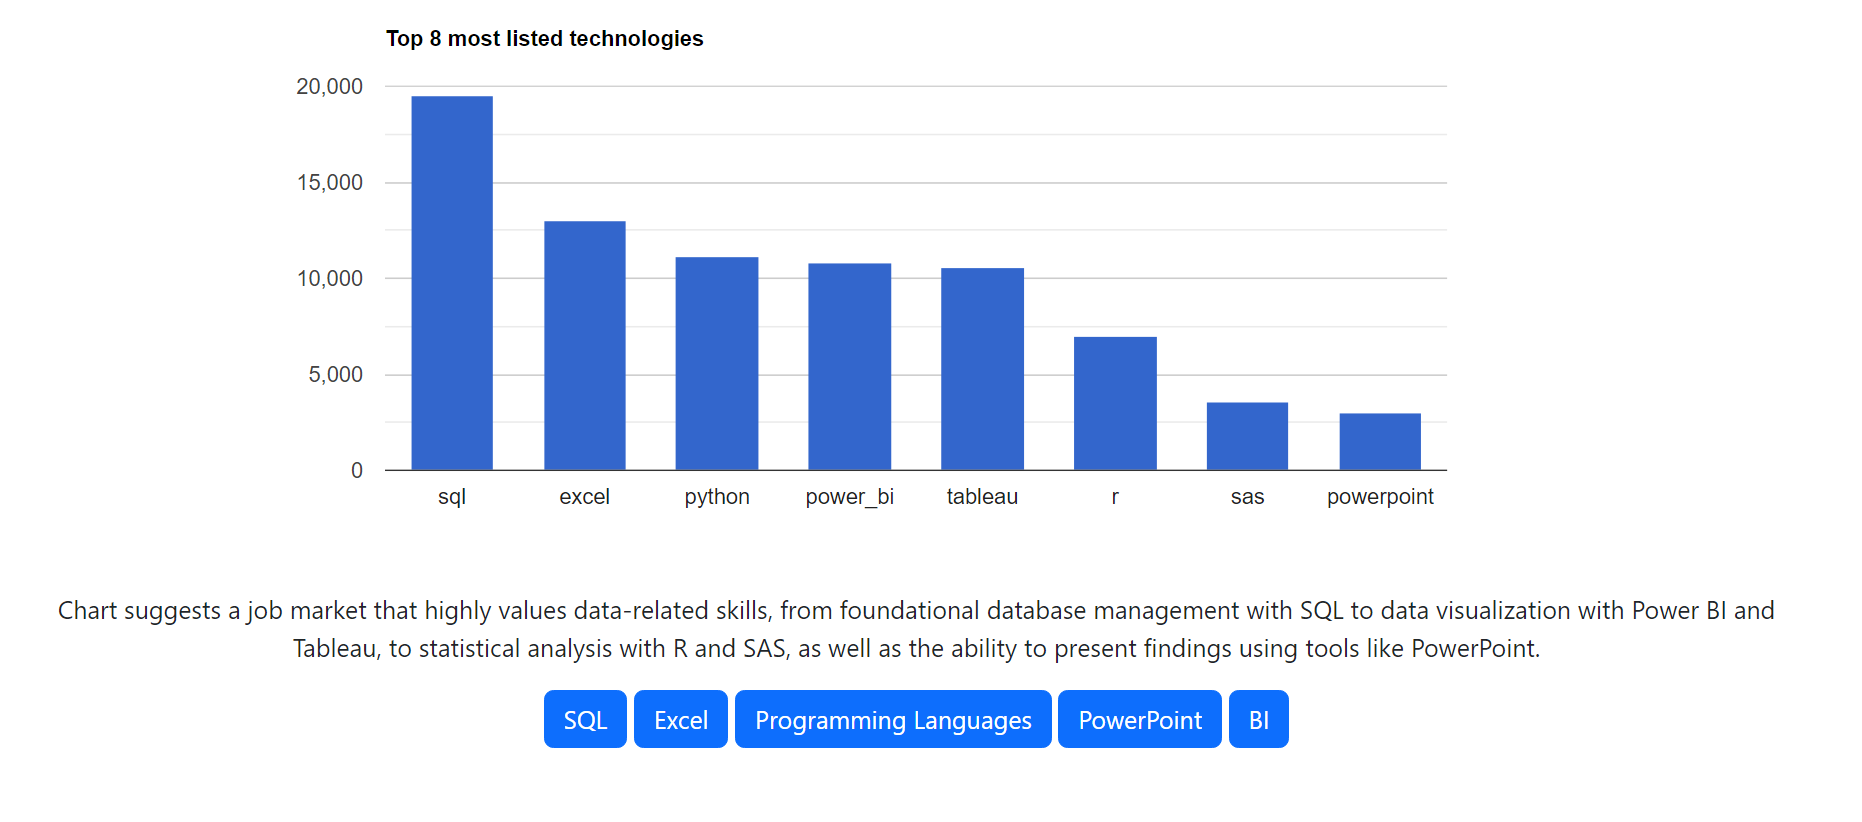 Top 8 most listed technologies
20,000
15,000
10,000
5,000
0
sql excel python power_bi tableau r sas powerpoint
Chart suggests a job market that highly values data-related skills, from foundational database management with SQL to data visualization with Power BI and
Tableau, to statistical analysis with R and SAS, as well as the ability to present findings using tools like PowerPoint.
SQL Excel Programming Languages PowerPoint BI